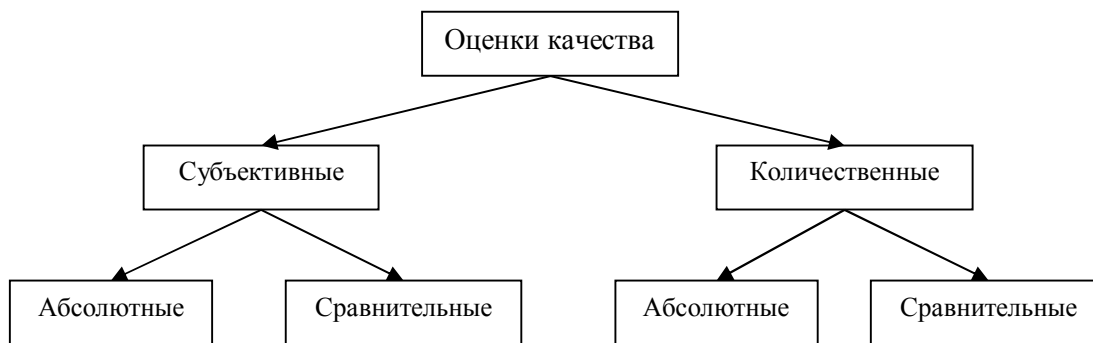 Оценки качества
Субъективные
Количественные
Абсолютные
Сравнительные
Абсолютные
Сравнительные